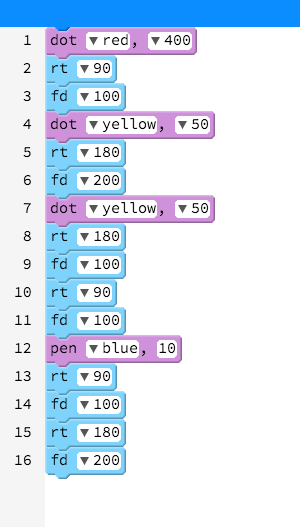 1 dot ▼red, ▼400
2 rt ▼90
3 fd ▼100
4 dot ▼yellow, ▼50
5 rt ▼180
6 fd ▼200
7 dot ▼yellow, ▼50
8 rt ▼180
9 fd ▼100
10 rt ▼90
11 fd ▼100
12 pen ▼blue, 10
13 rt ▼90
14 fd ▼100
15 rt ▼180
16 fd ▼200